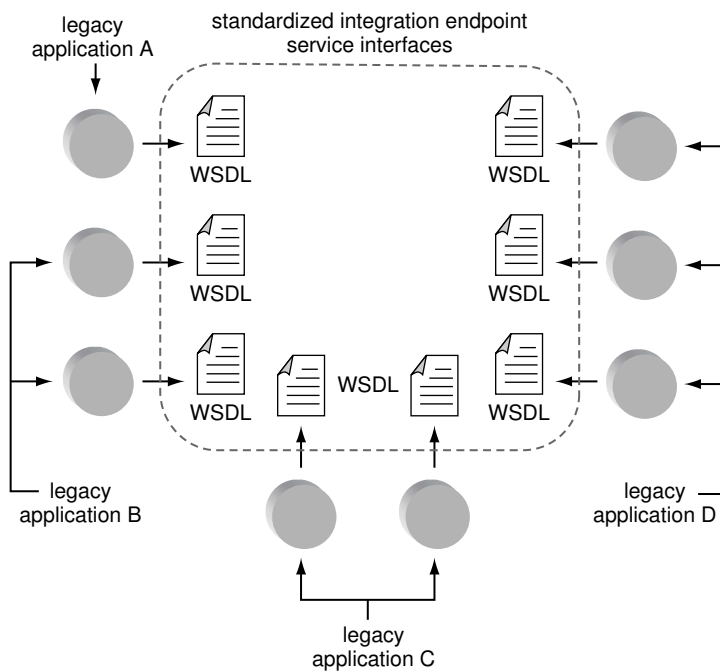 legacy
application A
standardized integration endpoint
service interfaces
WSDL
WSDL
WSDL
WSDL
WSDL
WSDL
WSDL
legacy
application B
legacy
application D
legacy
application C